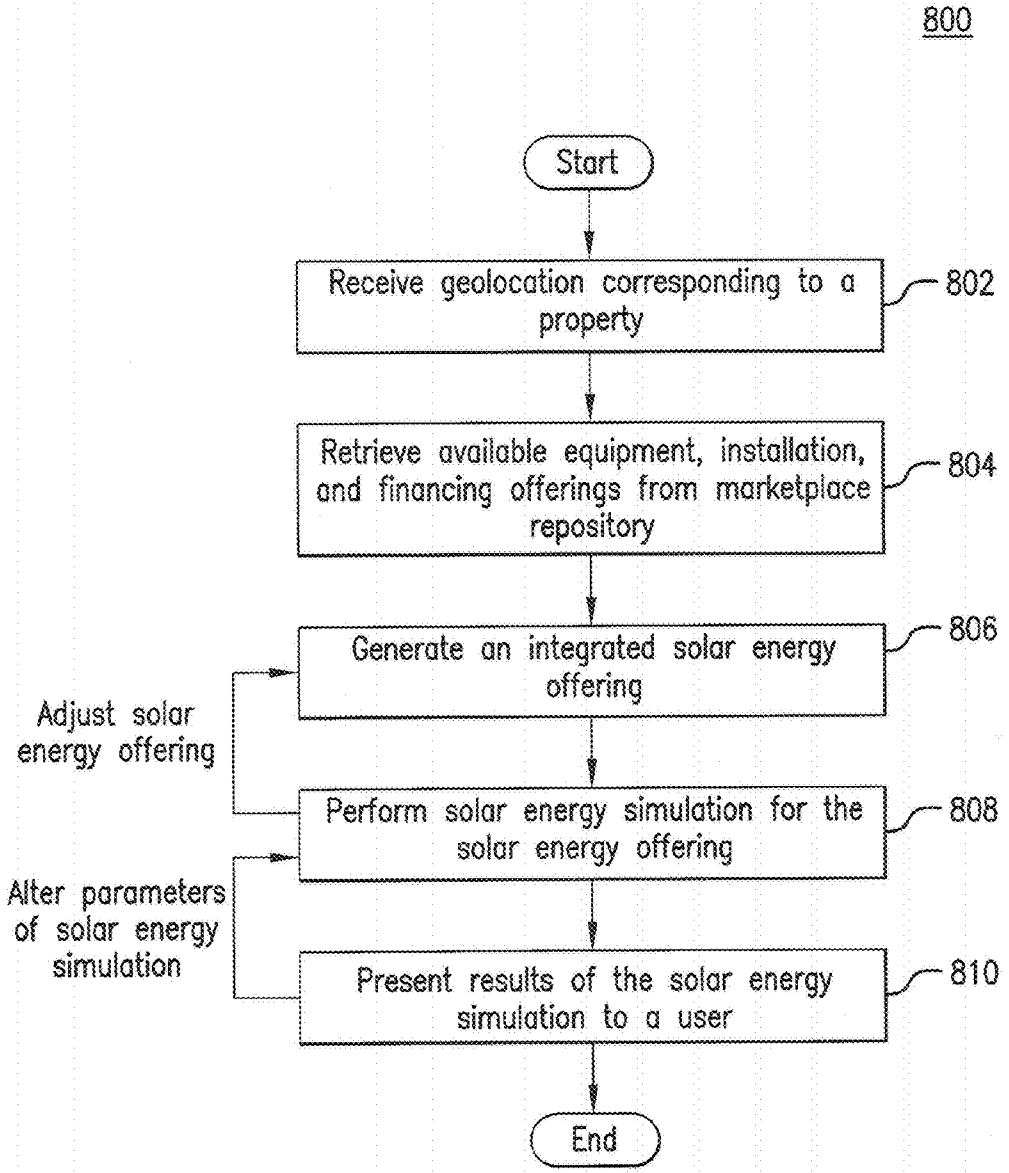 800
Start
Receive geolocation corresponding to a
property
802
Retrieve available equipment, installation,
and financing offerings from marketplace
repository
804
Generate an integrated solar energy
offering
806
Adjust solar
energy offering
Perform solar energy simulation for the
solar energy offering
808
Alter parameters
of solar energy
simulation
Present results of the solar energy
simulation to a user
810
End